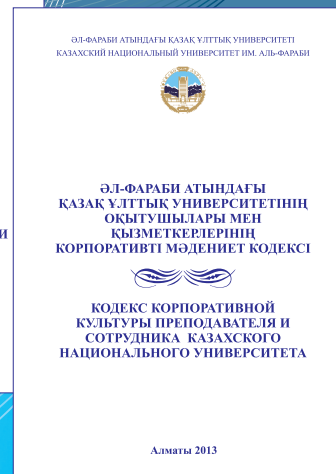 ӘЛ-ФАРАБИ АТЫНДАҒЫ ҚАЗАҚ ҰЛТТЫҚ УНИВЕРСИТЕТІ
КАЗАХСКИЙ НАЦИОНАЛЬНЫЙ УНИВЕРСИТЕТ ИМ. АЛЬ-ФАРАБИ
ӘЛ-ФАРАБИ АТЫНДАҒЫ
ҚАЗАҚ ҰЛТТЫҚ УНИВЕРСИТЕТІНІҢ
ОҚЫТУШЫЛАРЫ МЕН
ҚЫЗМЕТКЕРЛЕРІНІҢ
КОРПОРАТИВТІ МӘДЕНИЕТ КОДЕКСІ
И
КОДЕКС КОРПОРАТИВНОЙ
КУЛЬТУРЫ ПРЕПОДАВАТЕЛЯ И
СОТРУДНИКА КАЗАХСКОГО
НАЦИОНАЛЬНОГО УНИВЕРСИТЕТА
Алматы 2013